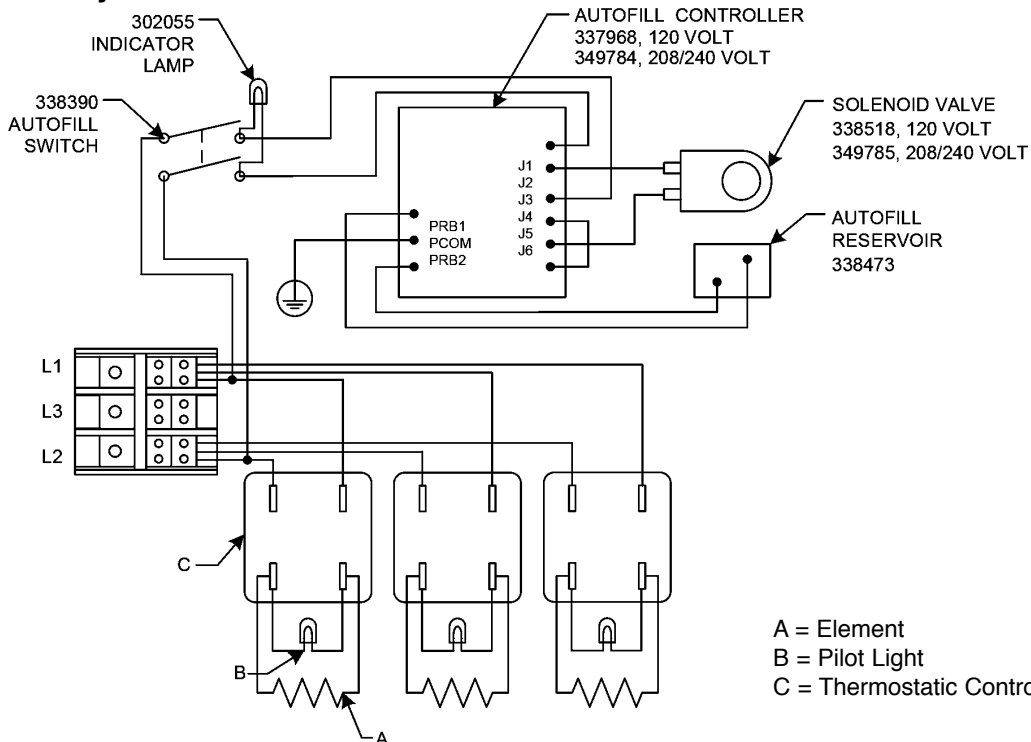 302055
INDICATOR
LAMP
338390
AUTOFILL
SWITCH
AUTOFILL CONTROLLER
337968, 120 VOLT
349784, 208/240 VOLT
SOLENOID VALVE
338518, 120 VOLT
349785, 208/240 VOLT
AUTOFILL
RESERVOIR
338473
J1
J2
J3
J4
J5
J6
PRB1
PCOM
PRB2
L1
L3
L2
C
B
A
A = Element
B = Pilot Light
C = Thermostatic Contro